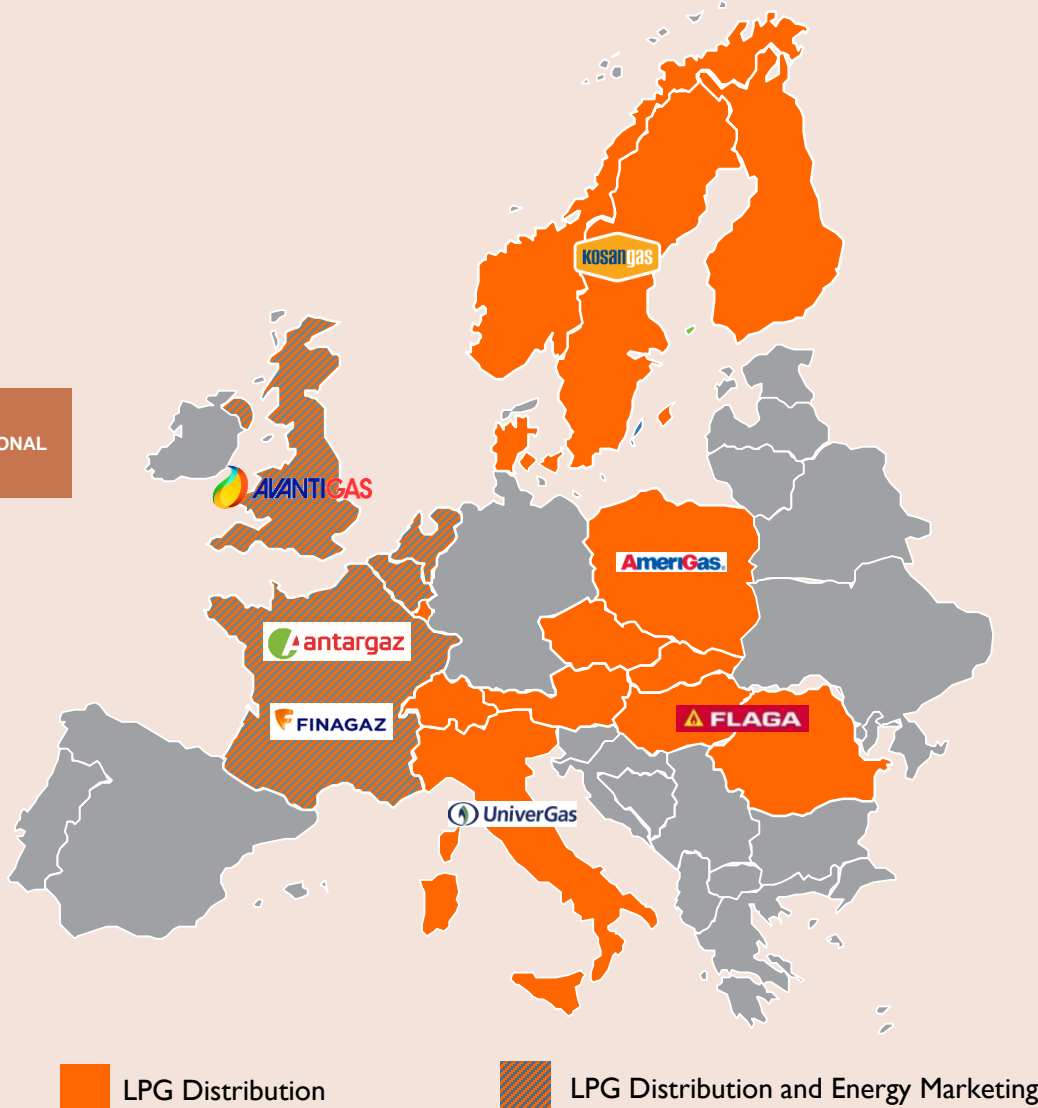 kosangas
ONAL
AVANTIGAS
AmeriGas.
antargaz
FINAGAZ
FLAGA
UniverGas
LPG Distribution
LPG Distribution and Energy Marketing